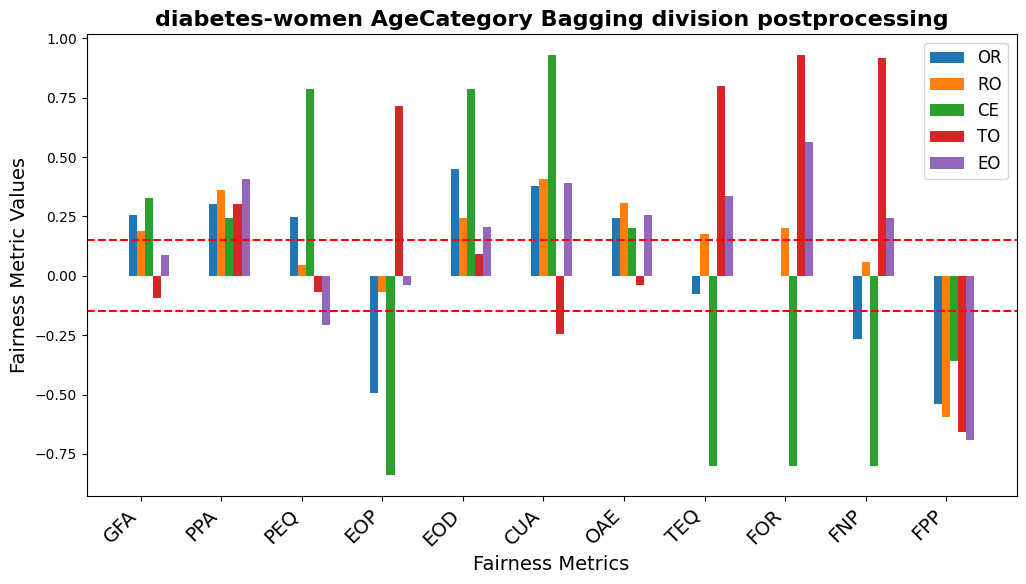 diabetes-women AgeCategory Bagging division postprocessing
1.00
0.75
0.50
0.25
0.00
−0.25
−0.50
−0.75
Fairness Metric Values
OR
RO
CE
TO
EO
GFA
PPA
PEQ
EOP
EOD
CUA
OAE
TEQ
FOR
FNP
FPP
Fairness Metrics